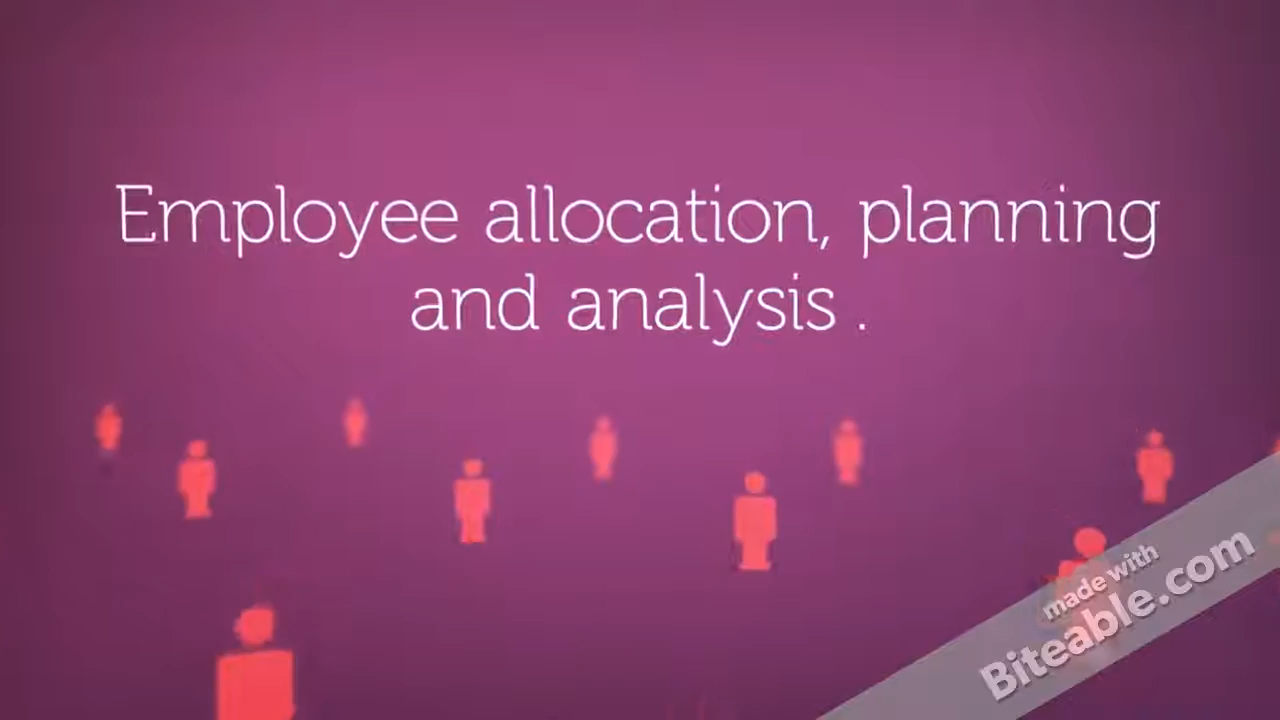 Employee allocation, planning
and analysis .
made with
Biteable.com